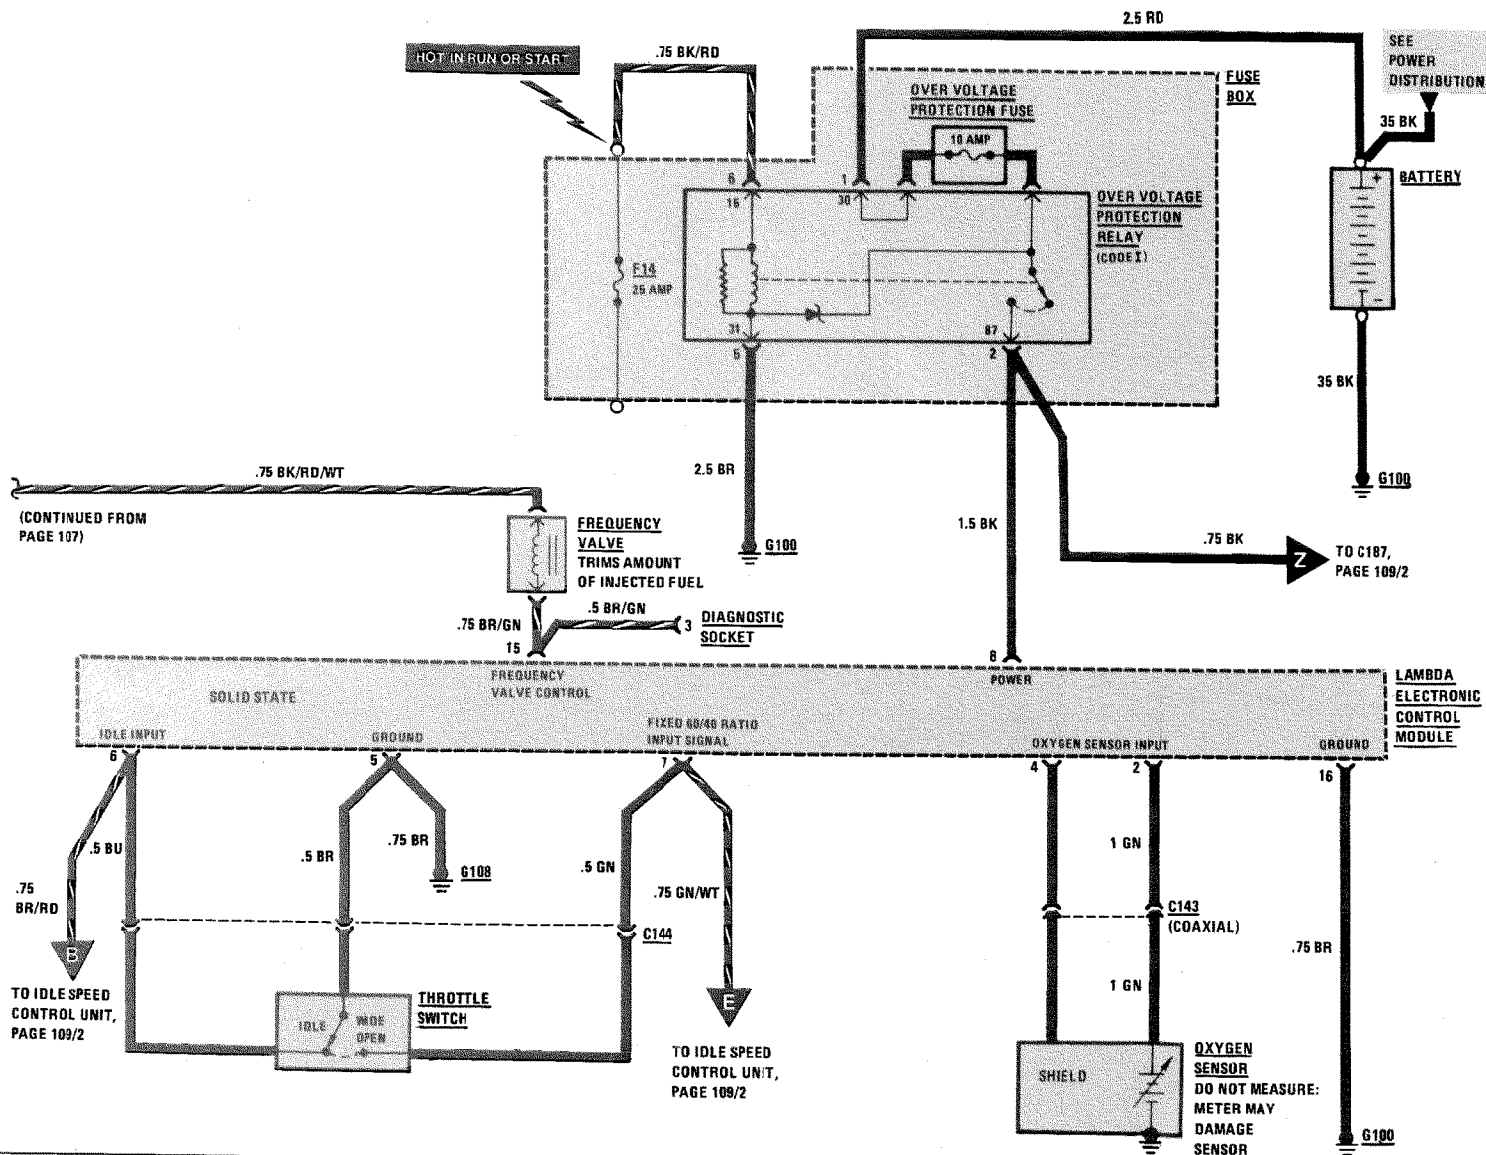 2.5 RD
HOT IN RUN OR START
.75 BK/RD
SEE
POWER
DISTRIBUTION
FUSE
BOX
OVER VOLTAGE
PROTECTION FUSE
10 AMP
35 BK
+
BATTERY
-
6
1
15
30
OVER VOLTAGE
PROTECTION
RELAY
(CODE I)
F14
25 AMP
31
87
5
2
35 BK
.75 BK/RD/WT
2.5 BR
G100
(CONTINUED FROM
PAGE 107)
FREQUENCY
VALVE
TRIMS AMOUNT
OF INJECTED FUEL
G100
1.5 BK
.75 BK
Z
TO C187,
PAGE 109/2
.75 BR/GN
.5 BR/GN
3
DIAGNOSTIC
SOCKET
15
8
FREQUENCY
VALVE CONTROL
POWER
SOLID STATE
LAMBDA
ELECTRONIC
CONTROL
MODULE
IDLE INPUT
GROUND
FIXED 60/40 RATIO
INPUT SIGNAL
OXYGEN SENSOR INPUT
GROUND
6
5
7
4
2
16
.5 BU
.5 BR
.75 BR
G108
.5 GN
.75 GN/WT
1 GN
.75
BR/RD
C144
C143
(COAXIAL)
.75 BR
B
TO IDLE SPEED
CONTROL UNIT,
PAGE 109/2
IDLE
WIDE
OPEN
THROTTLE
SWITCH
E
TO IDLE SPEED
CONTROL UNIT,
PAGE 109/2
1 GN
SHIELD
OXYGEN
SENSOR
DO NOT MEASURE:
METER MAY
DAMAGE
SENSOR
G100